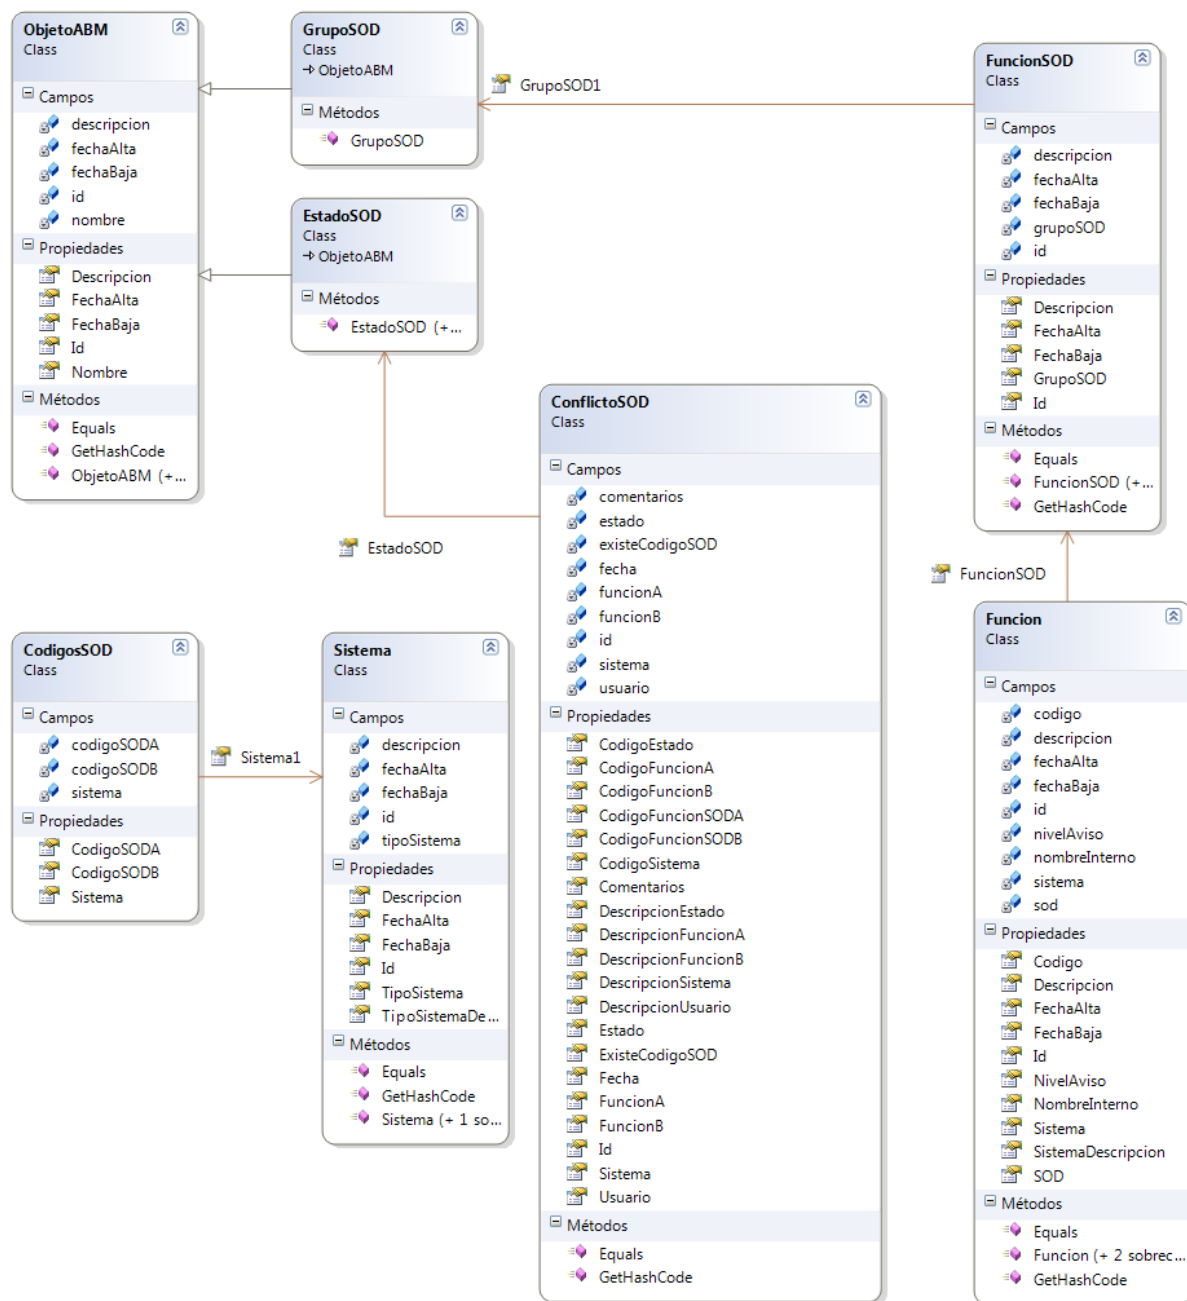 ObjetoABM
Class
Campos
descripcion
fechaAlta
fechaBaja
id
nombre
Propiedades
Descripcion
FechaAlta
FechaBaja
Id
Nombre
Métodos
Equals
GetHashCode
ObjetoABM (+...
GrupoSOD
Class
ObjetoABM
Métodos
GrupoSOD
GrupoSOD1
EstadoSOD
Class
ObjetoABM
Métodos
EstadoSOD (+...
EstadoSOD
FuncionSOD
Class
Campos
descripcion
fechaAlta
fechaBaja
grupoSOD
id
Propiedades
Descripcion
FechaAlta
FechaBaja
GrupoSOD
Id
Métodos
Equals
FuncionSOD (+...
GetHashCode
FuncionSOD
ConflictoSOD
Class
Campos
comentarios
estado
existeCodigoSOD
fecha
funcionA
funcionB
id
sistema
usuario
Propiedades
CodigoEstado
CodigoFuncionA
CodigoFuncionB
CodigoFuncionSODA
CodigoFuncionSODB
CodigoSistema
Comentarios
DescripcionEstado
DescripcionFuncionA
DescripcionFuncionB
DescripcionSistema
DescripcionUsuario
Estado
ExisteCodigoSOD
Fecha
FuncionA
FuncionB
Id
Sistema
Usuario
Métodos
Equals
GetHashCode
CodigosSOD
Class
Campos
codigoSODA
codigoSODB
sistema
Propiedades
CodigoSODA
CodigoSODB
Sistema
Sistema1
Sistema
Class
Campos
descripcion
fechaAlta
fechaBaja
id
tipoSistema
Propiedades
Descripcion
FechaAlta
FechaBaja
Id
TipoSistema
TipoSistemaDe...
Métodos
Equals
GetHashCode
Sistema (+ 1 so...
Funcion
Class
Campos
codigo
descripcion
fechaAlta
fechaBaja
id
nivelAviso
nombreInterno
sistema
sod
Propiedades
Codigo
Descripcion
FechaAlta
FechaBaja
Id
NivelAviso
NombreInterno
Sistema
SistemaDescripcion
SOD
Métodos
Equals
Funcion (+ 2 sobrec...
GetHashCode